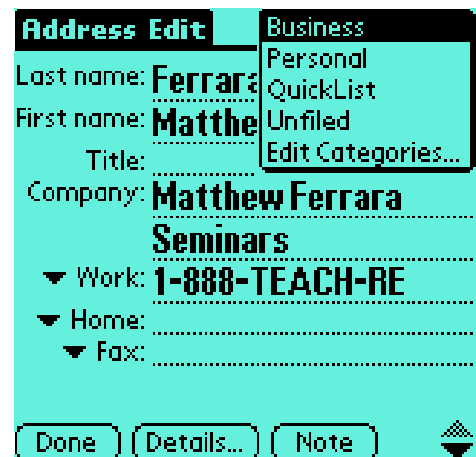 Address Edit
Business
Personal
QuickList
Unfiled
Edit Categories...
Last name: Ferrara
First name: Matthe
Title:
Company: Matthew Ferrara
Seminars
Work: 1-888-TEACH-RE
Home:
Fax:
Done Details... Note